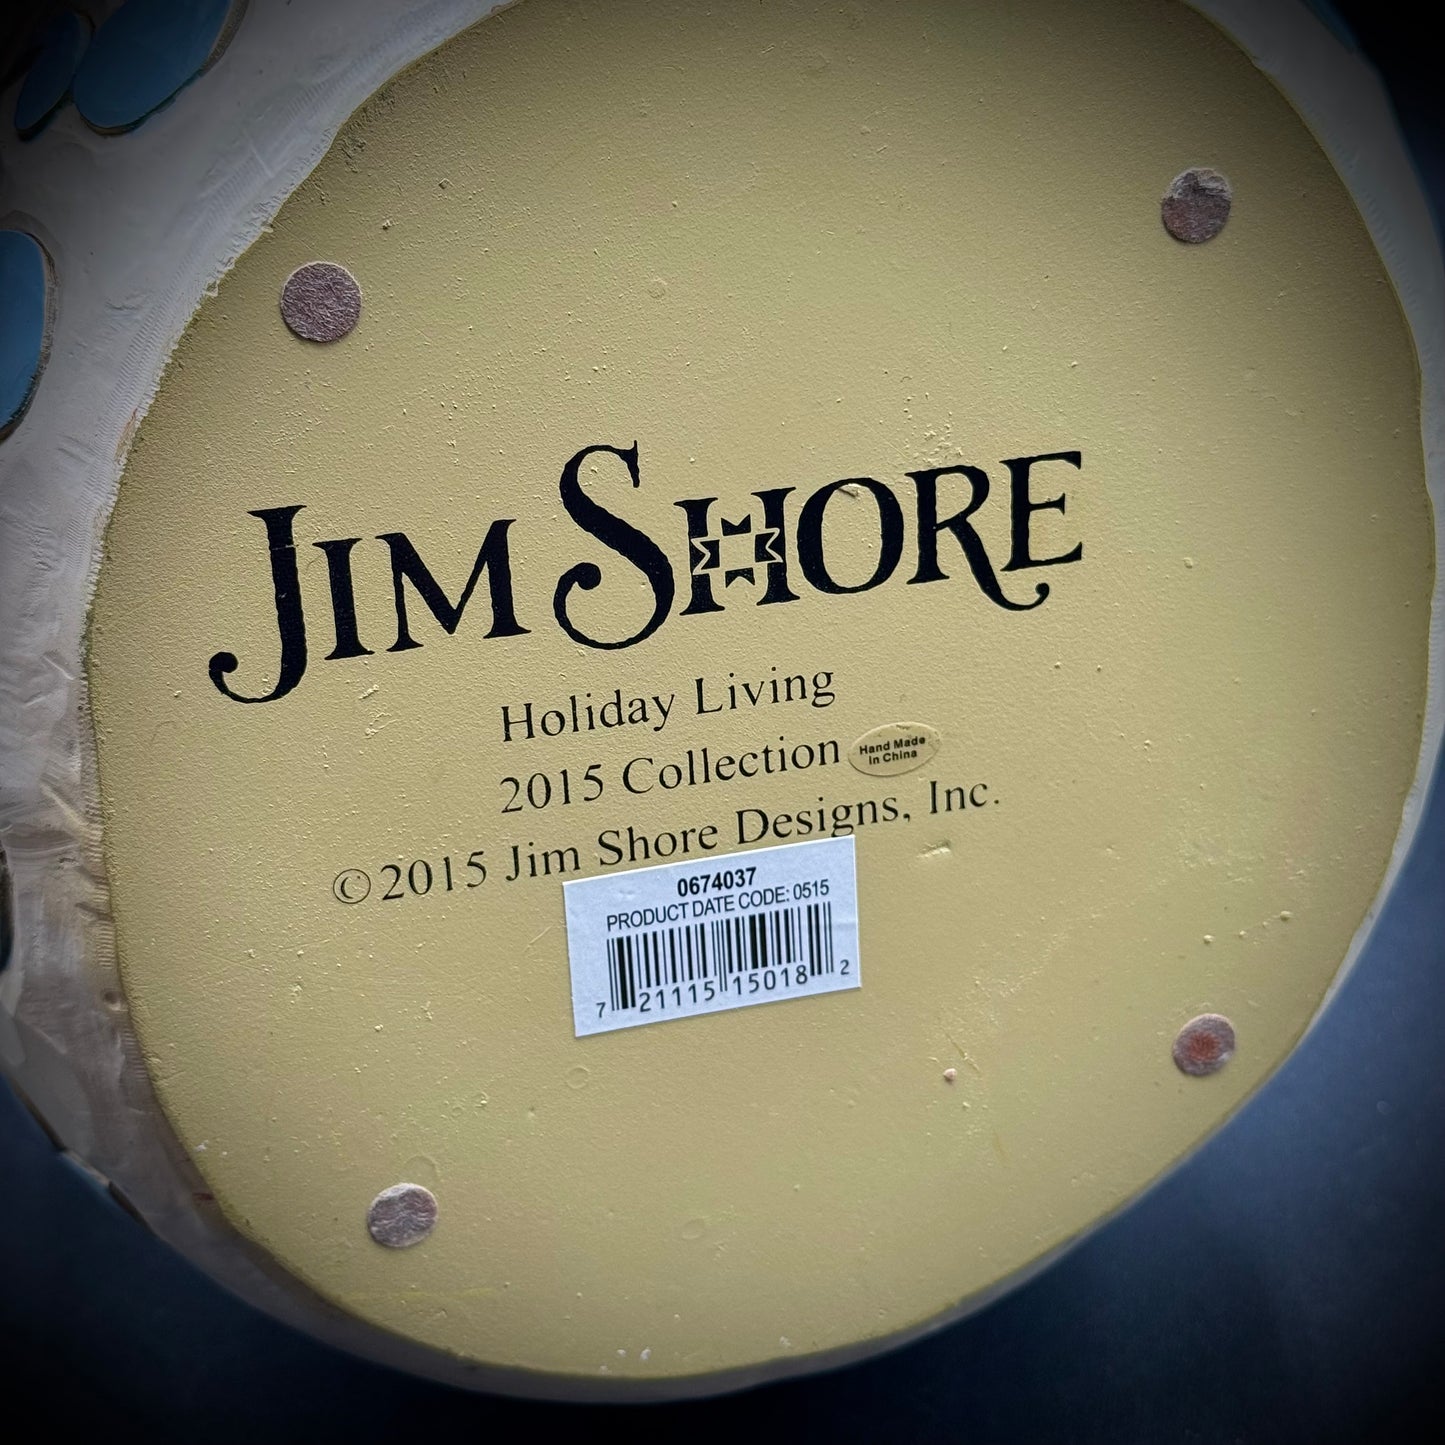 JIM SHORE
Holiday Living
2015 Collection
Hand Made
In China
©2015 Jim Shore Designs, Inc.
0674037
PRODUCT DATE CODE: 0515
7 21115 15018 2